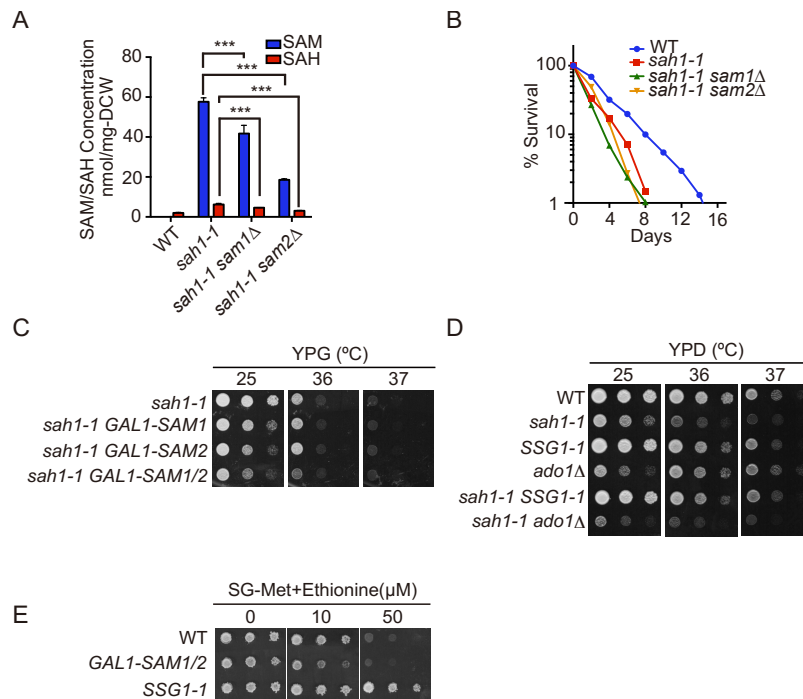 A
SAM/SAH Concentration
nmol/mg-DCW
80
60
40
20
0
***
***
***
***
SAM
SAH
WT
sah1-1
sah1-1 sam1Δ
sah1-1 sam2Δ
B
% Survival
100
10
1
0
4
8
12
16
Days
WT
sah1-1
sah1-1 sam1Δ
sah1-1 sam2Δ
C
YPG (ºC)
25 36 37
sah1-1
sah1-1 GAL1-SAM1
sah1-1 GAL1-SAM2
sah1-1 GAL1-SAM1/2
D
YPD (ºC)
25 36 37
WT
sah1-1
SSG1-1
ado1Δ
sah1-1 SSG1-1
sah1-1 ado1Δ
E
SG-Met+Ethionine(µM)
0 10 50
WT
GAL1-SAM1/2
SSG1-1